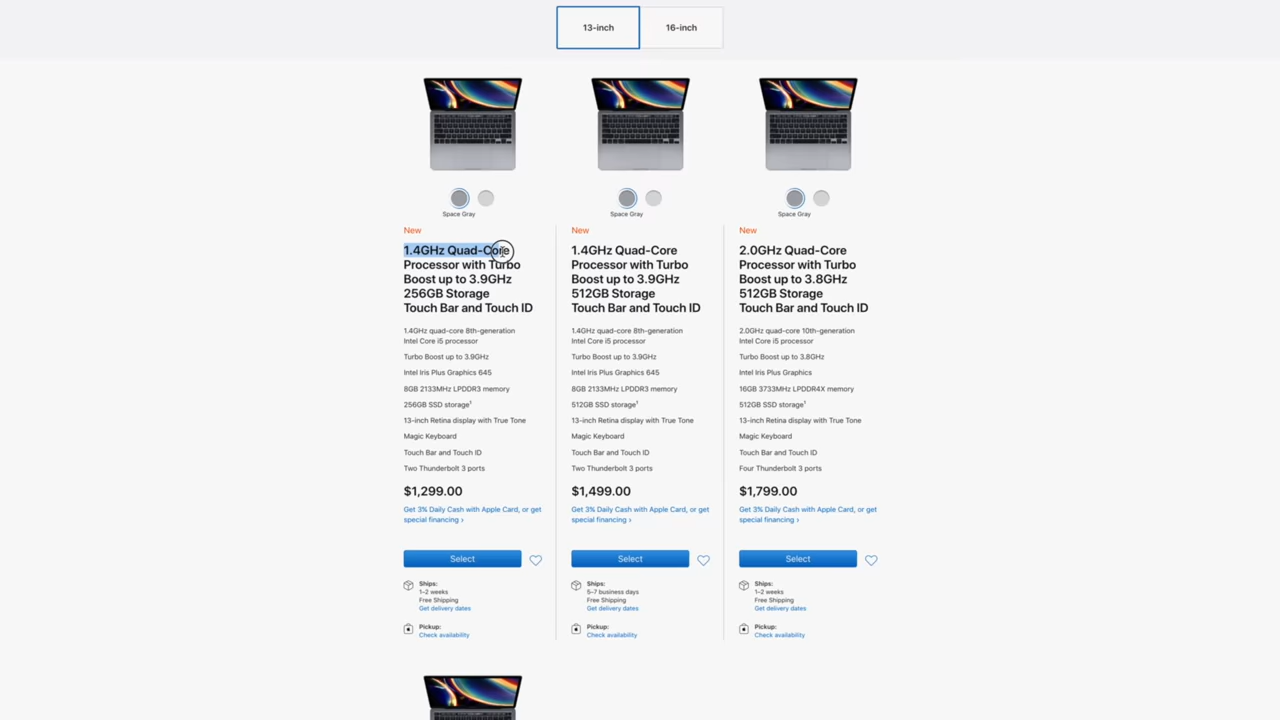 13-inch
16-inch
Space Gray
New
1.4GHz Quad-Core
Processor with Turbo
Boost up to 3.9GHz
256GB Storage
Touch Bar and Touch ID
1.4GHz quad-core 8th-generation
Intel Core i5 processor
Turbo Boost up to 3.9GHz
Intel Iris Plus Graphics 645
8GB 2133MHz LPDDR3 memory
256GB SSD storage¹
13-inch Retina display with True Tone
Magic Keyboard
Touch Bar and Touch ID
Two Thunderbolt 3 ports
$1,299.00
Get 3% Daily Cash with Apple Card, or get
special financing ›
Select
Ships:
1–2 weeks
Free Shipping
Get delivery dates
Pickup:
Check availability
Space Gray
New
1.4GHz Quad-Core
Processor with Turbo
Boost up to 3.9GHz
512GB Storage
Touch Bar and Touch ID
1.4GHz quad-core 8th-generation
Intel Core i5 processor
Turbo Boost up to 3.9GHz
Intel Iris Plus Graphics 645
8GB 2133MHz LPDDR3 memory
512GB SSD storage¹
13-inch Retina display with True Tone
Magic Keyboard
Touch Bar and Touch ID
Two Thunderbolt 3 ports
$1,499.00
Get 3% Daily Cash with Apple Card, or get
special financing ›
Select
Ships:
5–7 business days
Free Shipping
Get delivery dates
Pickup:
Check availability
Space Gray
New
2.0GHz Quad-Core
Processor with Turbo
Boost up to 3.8GHz
512GB Storage
Touch Bar and Touch ID
2.0GHz quad-core 10th-generation
Intel Core i5 processor
Turbo Boost up to 3.8GHz
Intel Iris Plus Graphics
16GB 3733MHz LPDDR4X memory
512GB SSD storage¹
13-inch Retina display with True Tone
Magic Keyboard
Touch Bar and Touch ID
Four Thunderbolt 3 ports
$1,799.00
Get 3% Daily Cash with Apple Card, or get
special financing ›
Select
Ships:
1–2 weeks
Free Shipping
Get delivery dates
Pickup:
Check availability